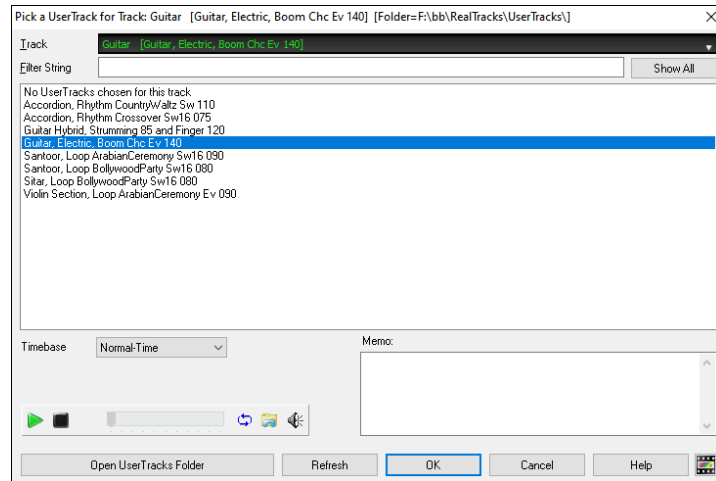 Pick a UserTrack for Track: Guitar [Guitar, Electric, Boom Chc Ev 140] [Folder=F:\bb\RealTracks\UserTracks\]
Track Guitar [Guitar, Electric, Boom Chc Ev 140]
Filter String Show All
No UserTracks chosen for this track
Accordion, Rhythm CountryWaltz Sw 110
Accordion, Rhythm Crossover Sw16 075
Guitar Hybrid, Strumming 85 and Finger 120
Guitar, Electric, Boom Chc Ev 140
Santoor, Loop ArabianCeremony Sw16 090
Santoor, Loop BollywoodParty Sw16 080
Sitar, Loop BollywoodParty Sw16 080
Violin Section, Loop ArabianCeremony Ev 090
Timebase Normal-Time Memo:
Open UserTracks Folder Refresh OK Cancel Help